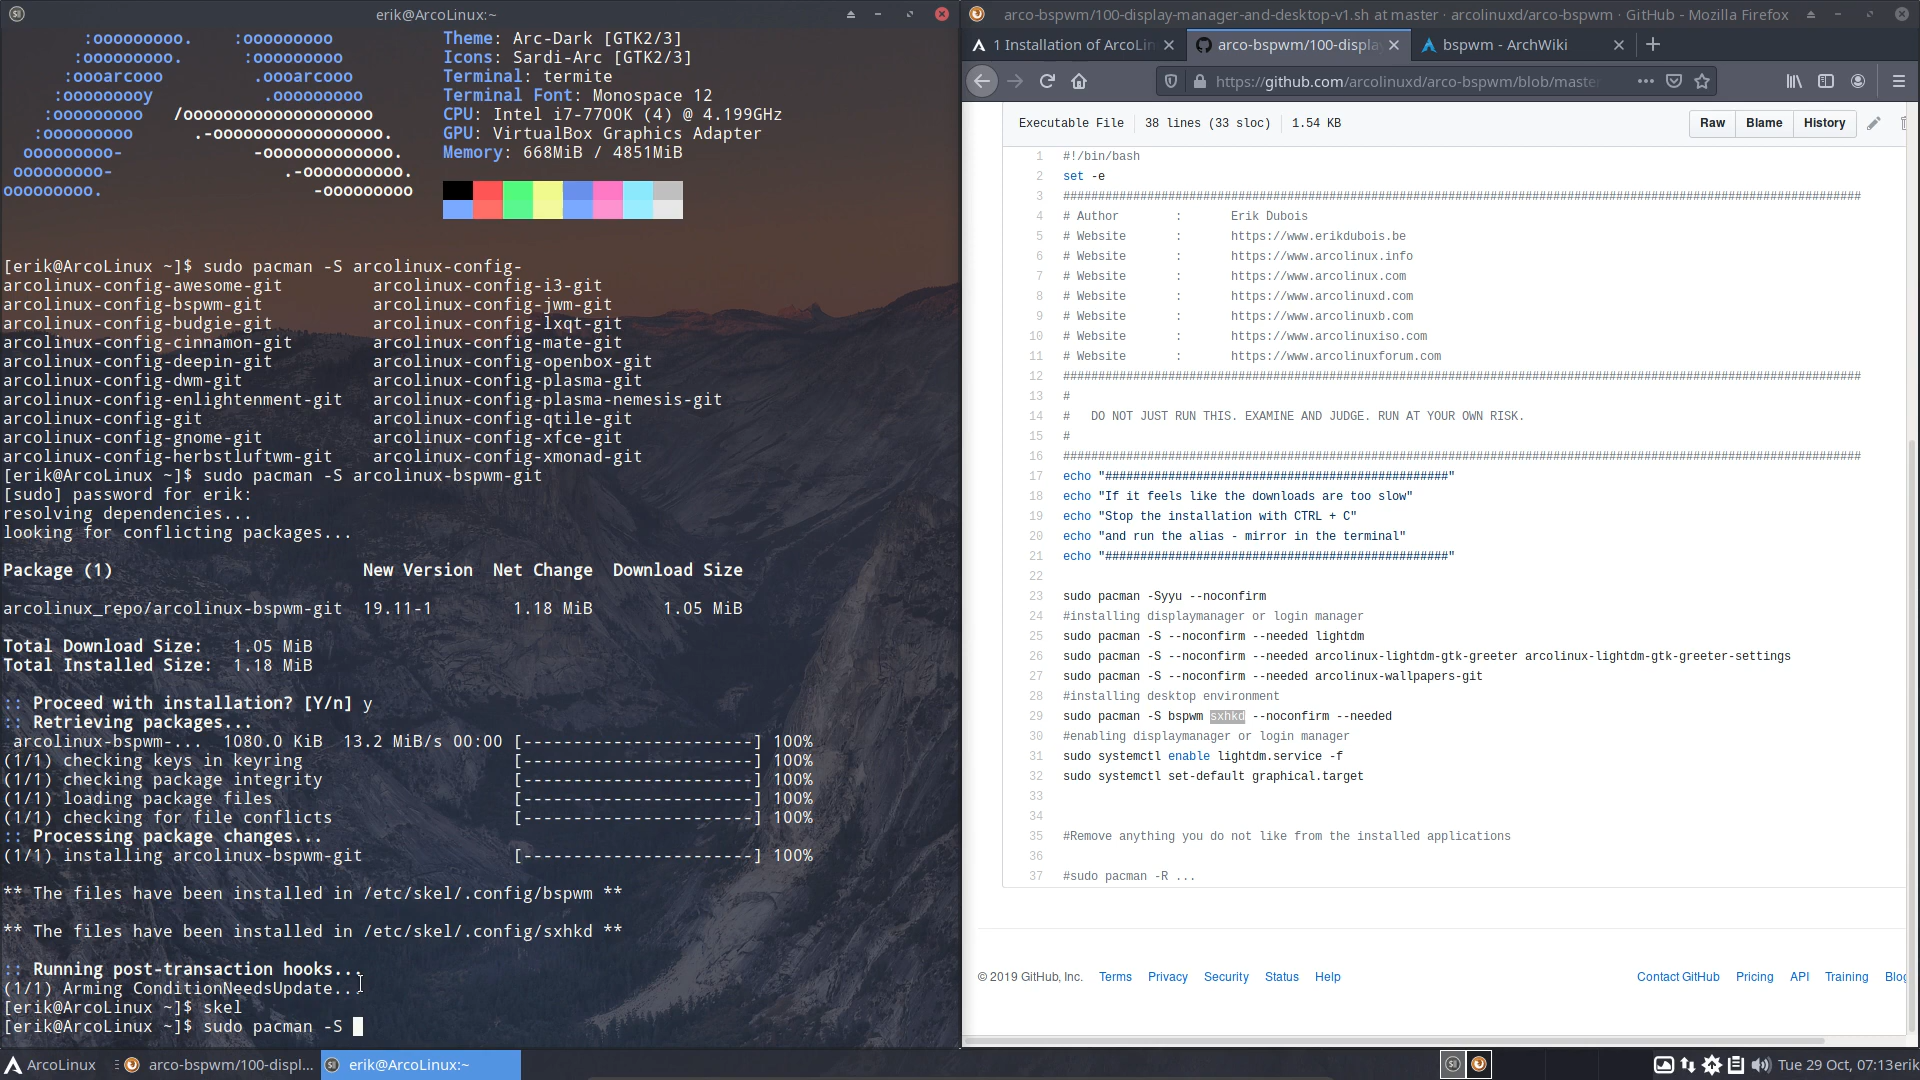 erik@ArcoLinux:~
:ooooooooo.    :ooooooooo
:ooooooooo.     :ooooooooo
:oooarcooo      .oooarcooo
:oooooooooy           .ooooooooo
:ooooooooo   /ooooooooooooooooooo
:ooooooooo      .-ooooooooooooooooo.
ooooooooo-             -ooooooooooooo.
ooooooooo-                .-oooooooooo.
ooooooooo.                   -ooooooooo
Theme: Arc-Dark [GTK2/3]
Icons: Sardi-Arc [GTK2/3]
Terminal: termite
Terminal Font: Monospace 12
CPU: Intel i7-7700K (4) @ 4.199GHz
GPU: VirtualBox Graphics Adapter
Memory: 668MiB / 4851MiB
[erik@ArcoLinux ~]$ sudo pacman -S arcolinux-config-
arcolinux-config-awesome-git         arcolinux-config-i3-git
arcolinux-config-bspwm-git           arcolinux-config-jwm-git
arcolinux-config-budgie-git          arcolinux-config-lxqt-git
arcolinux-config-cinnamon-git        arcolinux-config-mate-git
arcolinux-config-deepin-git          arcolinux-config-openbox-git
arcolinux-config-dwm-git             arcolinux-config-plasma-git
arcolinux-config-enlightenment-git   arcolinux-config-plasma-nemesis-git
arcolinux-config-git                 arcolinux-config-qtile-git
arcolinux-config-gnome-git           arcolinux-config-xfce-git
arcolinux-config-herbstluftwm-git    arcolinux-config-xmonad-git
[erik@ArcoLinux ~]$ sudo pacman -S arcolinux-bspwm-git
[sudo] password for erik:
resolving dependencies...
looking for conflicting packages...
Package (1)                         New Version  Net Change  Download Size
arcolinux_repo/arcolinux-bspwm-git  19.11-1        1.18 MiB       1.05 MiB
Total Download Size:   1.05 MiB
Total Installed Size:  1.18 MiB
:: Proceed with installation? [Y/n] y
:: Retrieving packages...
arcolinux-bspwm-...  1080.0 KiB  13.2 MiB/s 00:00 [-----------------------] 100%
(1/1) checking keys in keyring                     [-----------------------] 100%
(1/1) checking package integrity                   [-----------------------] 100%
(1/1) loading package files                        [-----------------------] 100%
(1/1) checking for file conflicts                  [-----------------------] 100%
:: Processing package changes...
(1/1) installing arcolinux-bspwm-git               [-----------------------] 100%
** The files have been installed in /etc/skel/.config/bspwm **
** The files have been installed in /etc/skel/.config/sxhkd **
:: Running post-transaction hooks...
(1/1) Arming ConditionNeedsUpdate...
[erik@ArcoLinux ~]$ skel
[erik@ArcoLinux ~]$ sudo pacman -S
arco-bspwm/100-display-manager-and-desktop-v1.sh at master · arcolinuxd/arco-bspwm · GitHub - Mozilla Firefox
1 Installation of ArcoLin
arco-bspwm/100-displa
bspwm - ArchWiki
https://github.com/arcolinuxd/arco-bspwm/blob/maste
Executable File   38 lines (33 sloc)   1.54 KB
Raw   Blame   History
1 #!/bin/bash
2 set -e
3 ##################################################################################################################
4 # Author        :       Erik Dubois
5 # Website       :       https://www.erikdubois.be
6 # Website       :       https://www.arcolinux.info
7 # Website       :       https://www.arcolinux.com
8 # Website       :       https://www.arcolinuxd.com
9 # Website       :       https://www.arcolinuxb.com
10 # Website       :       https://www.arcolinuxiso.com
11 # Website       :       https://www.arcolinuxforum.com
12 ##################################################################################################################
13 #
14 #   DO NOT JUST RUN THIS. EXAMINE AND JUDGE. RUN AT YOUR OWN RISK.
15 #
16 ##################################################################################################################
17 echo "################################################"
18 echo "If it feels like the downloads are too slow"
19 echo "Stop the installation with CTRL + C"
20 echo "and run the alias - mirror in the terminal"
21 echo "################################################"
22
23 sudo pacman -Syyu --noconfirm
24 #installing displaymanager or login manager
25 sudo pacman -S --noconfirm --needed lightdm
26 sudo pacman -S --noconfirm --needed arcolinux-lightdm-gtk-greeter arcolinux-lightdm-gtk-greeter-settings
27 sudo pacman -S --noconfirm --needed arcolinux-wallpapers-git
28 #installing desktop environment
29 sudo pacman -S bspwm sxhkd --noconfirm --needed
30 #enabling displaymanager or login manager
31 sudo systemctl enable lightdm.service -f
32 sudo systemctl set-default graphical.target
33
34
35 #Remove anything you do not like from the installed applications
36
37 #sudo pacman -R ...
© 2019 GitHub, Inc.   Terms   Privacy   Security   Status   Help   Contact GitHub   Pricing   API   Training   Blog
ArcoLinux   arco-bspwm/100-displ...   erik@ArcoLinux:~   Tue 29 Oct, 07:13   erik